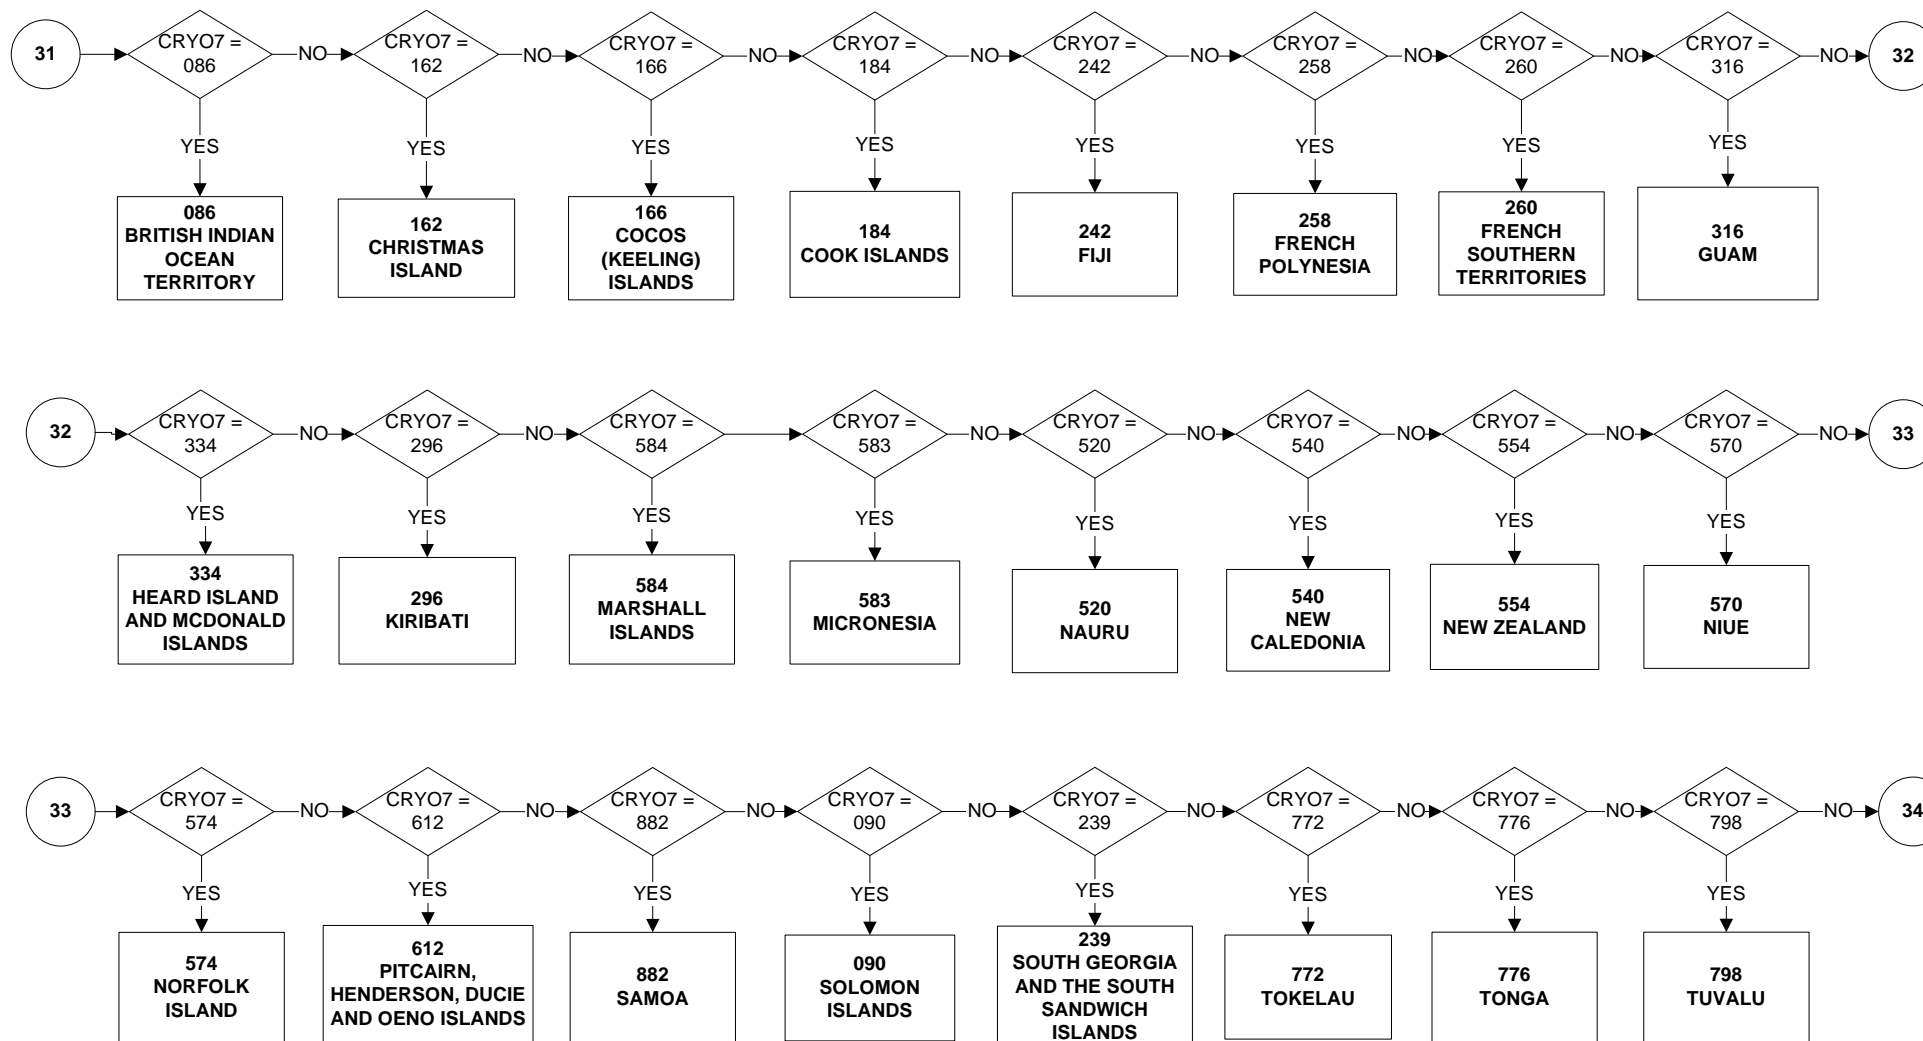 31
CRYO7 =
086
NO
CRYO7 =
162
NO
CRYO7 =
166
NO
CRYO7 =
184
NO
CRYO7 =
242
NO
CRYO7 =
258
NO
CRYO7 =
260
NO
CRYO7 =
316
NO
32
YES
YES
YES
YES
YES
YES
YES
YES
086
BRITISH INDIAN
OCEAN
TERRITORY
162
CHRISTMAS
ISLAND
166
COCOS
(KEELING)
ISLANDS
184
COOK ISLANDS
242
FIJI
258
FRENCH
POLYNESIA
260
FRENCH
SOUTHERN
TERRITORIES
316
GUAM
32
CRYO7 =
334
NO
CRYO7 =
296
NO
CRYO7 =
584
CRYO7 =
583
NO
CRYO7 =
520
NO
CRYO7 =
540
NO
CRYO7 =
554
NO
CRYO7 =
570
NO
33
YES
YES
YES
YES
YES
YES
YES
YES
334
HEARD ISLAND
AND MCDONALD
ISLANDS
296
KIRIBATI
584
MARSHALL
ISLANDS
583
MICRONESIA
520
NAURU
540
NEW
CALEDONIA
554
NEW ZEALAND
570
NIUE
33
CRYO7 =
574
NO
CRYO7 =
612
NO
CRYO7 =
882
NO
CRYO7 =
090
NO
CRYO7 =
239
NO
CRYO7 =
772
NO
CRYO7 =
776
NO
CRYO7 =
798
NO
34
YES
YES
YES
YES
YES
YES
YES
YES
574
NORFOLK
ISLAND
612
PITCAIRN,
HENDERSON, DUCIE
AND OENO ISLANDS
882
SAMOA
090
SOLOMON
ISLANDS
239
SOUTH GEORGIA
AND THE SOUTH
SANDWICH
ISLANDS
772
TOKELAU
776
TONGA
798
TUVALU